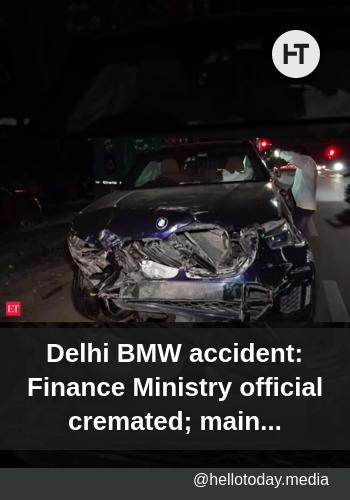 HT
ET
Delhi BMW accident:
Finance Ministry official
cremated; main...
@hellotoday.media